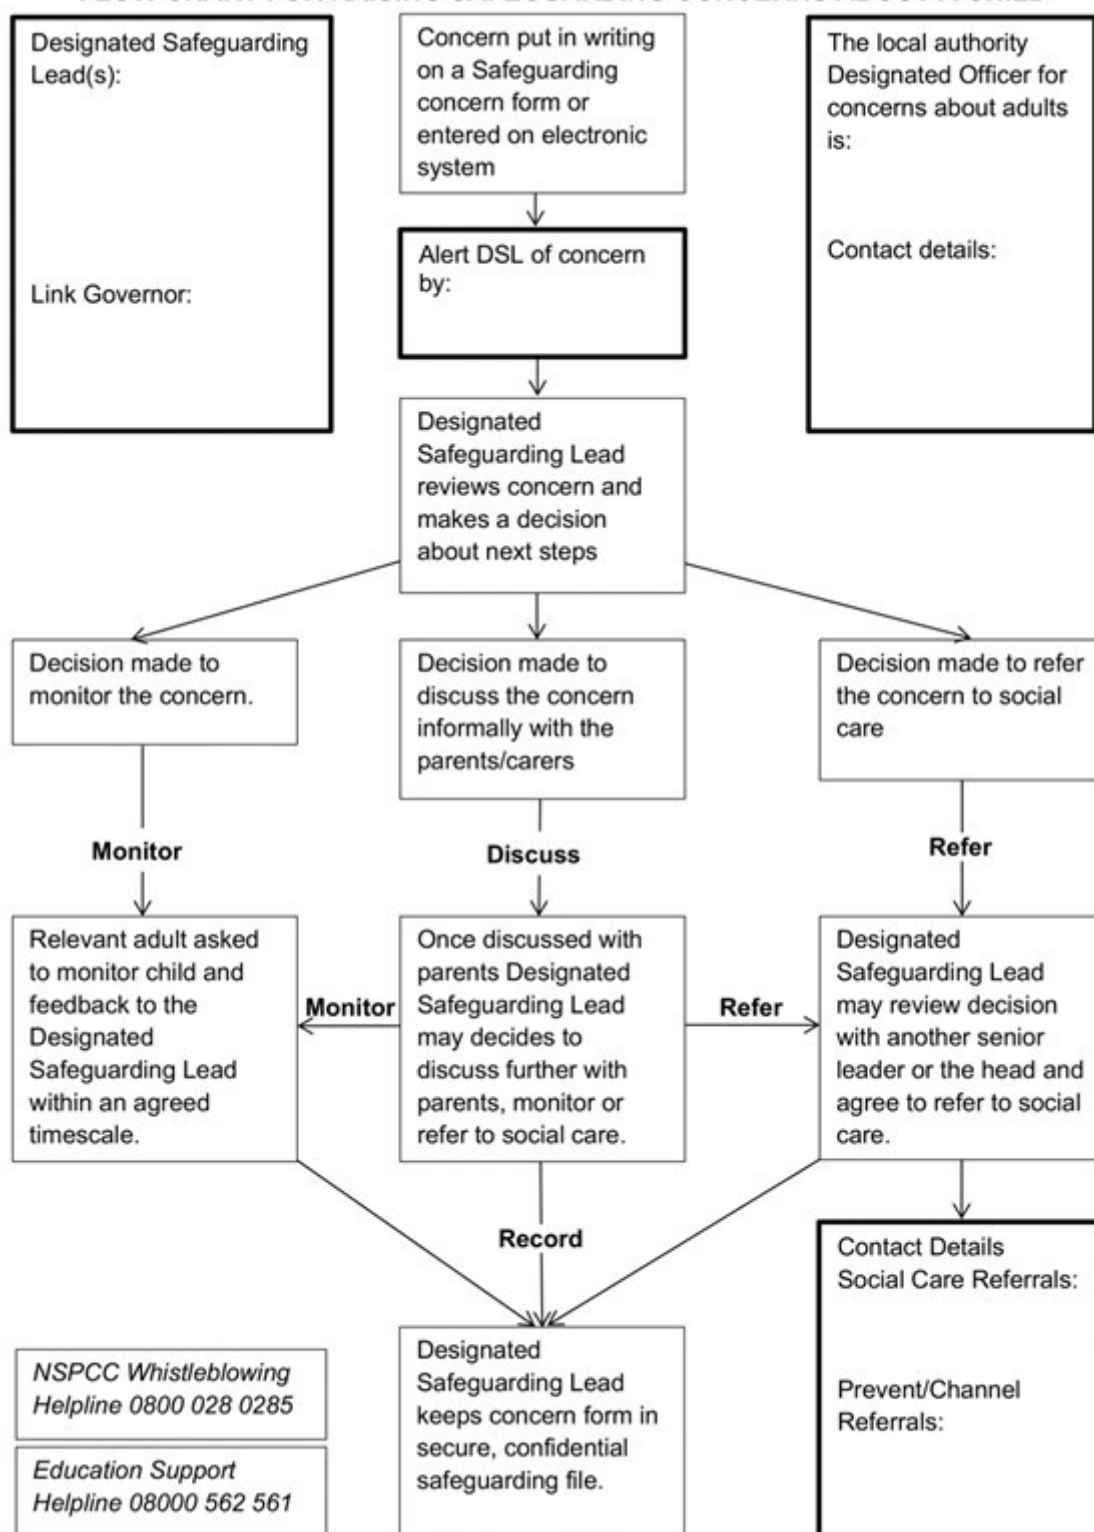 Designated Safeguarding
Lead(s):
Link Governor:
Concern put in writing
on a Safeguarding
concern form or
entered on electronic
system
The local authority
Designated Officer for
concerns about adults
is:
Contact details:
Alert DSL of concern
by:
Designated
Safeguarding Lead
reviews concern and
makes a decision
about next steps
Decision made to
monitor the concern.
Decision made to
discuss the concern
informally with the
parents/carers
Decision made to refer
the concern to social
care
Monitor
Discuss
Refer
Relevant adult asked
to monitor child and
feedback to the
Designated
Safeguarding Lead
within an agreed
timescale.
Monitor
Once discussed with
parents Designated
Safeguarding Lead
may decides to
discuss further with
parents, monitor or
refer to social care.
Refer
Designated
Safeguarding Lead
may review decision
with another senior
leader or the head and
agree to refer to social
care.
Record
Contact Details
Social Care Referrals:
Prevent/Channel
Referrals:
Designated
Safeguarding Lead
keeps concern form in
secure, confidential
safeguarding file.
NSPCC Whistleblowing
Helpline 0800 028 0285
Education Support
Helpline 08000 562 561